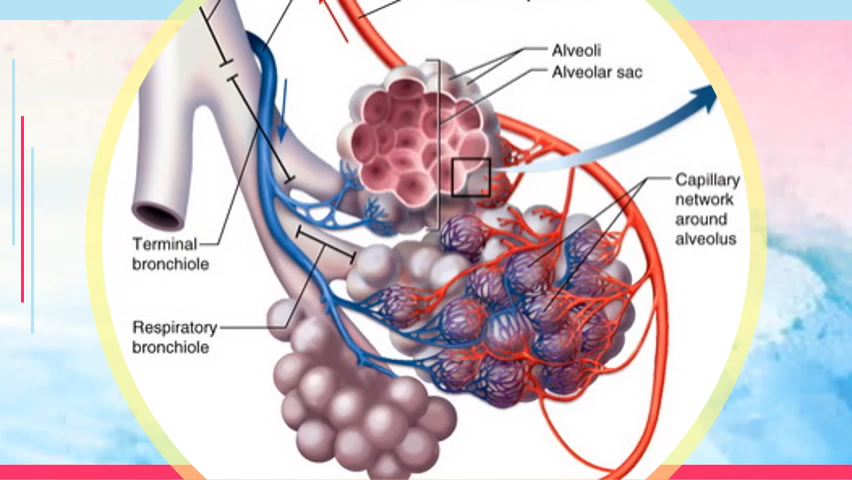 Alveoli
Alveolar sac
Capillary
network
around
alveolus
Terminal
bronchiole
Respiratory
bronchiole